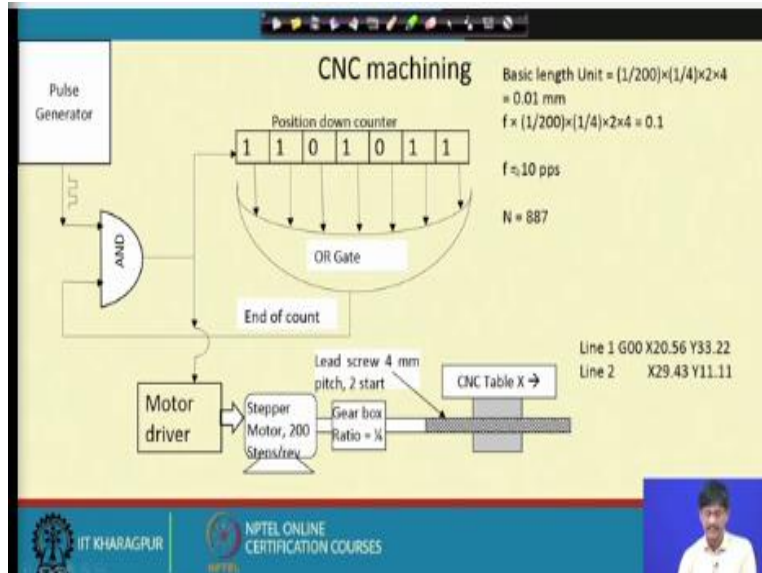 CNC machining
Pulse
Generator
Basic length Unit = (1/200)×(1/4)×2×4
= 0.01 mm
f × (1/200)×(1/4)×2×4 = 0.1
f = 10 pps
N = 887
Position down counter
1 1 0 1 0 1 1
AND
OR Gate
End of count
Line 1 G00 X20.56 Y33.22
Line 2 X29.43 Y11.11
Lead screw 4 mm
pitch, 2 start
CNC Table X →
Motor
driver
Stepper
Motor, 200
Steps/rev
Gear box
Ratio = ¼
IIT KHARAGPUR
NPTEL ONLINE
CERTIFICATION COURSES
NPTEL